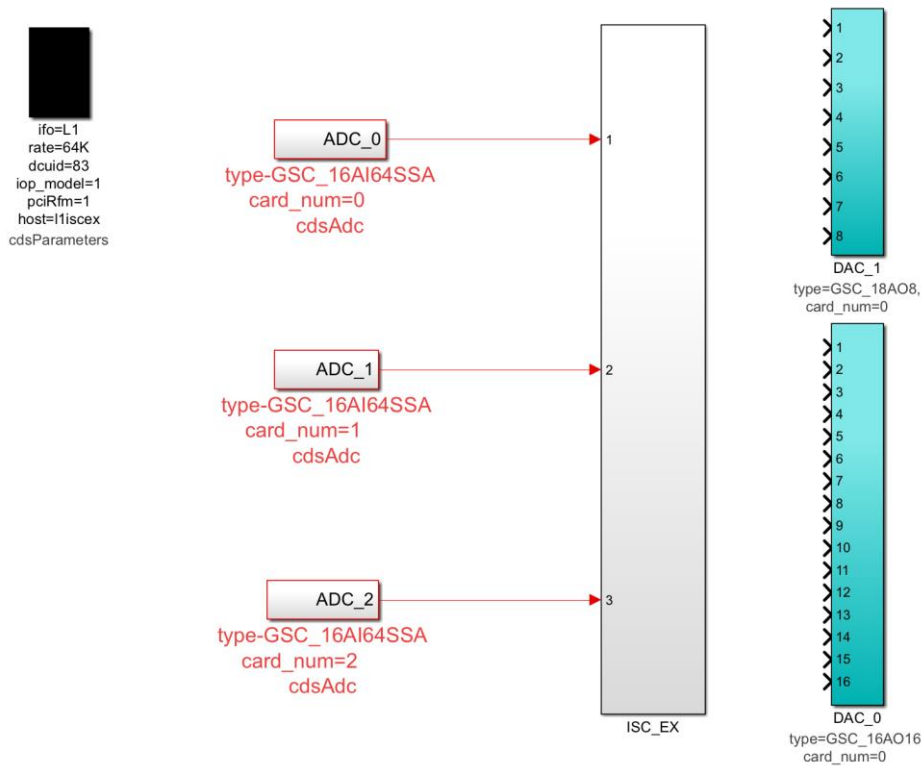 ifo=L1
rate=64K
dcuid=83
iop_model=1
pciRfm=1
host=l1iscex
cdsParameters
ADC_0
type-GSC_16AI64SSA
card_num=0
cdsAdc
ADC_1
type-GSC_16AI64SSA
card_num=1
cdsAdc
ADC_2
type-GSC_16AI64SSA
card_num=2
cdsAdc
1
2
3
ISC_EX
1
2
3
4
5
6
7
8
DAC_1
type=GSC_18AO8,
card_num=0
1
2
3
4
5
6
7
8
9
10
11
12
13
14
15
16
DAC_0
type=GSC_16AO16
card_num=0